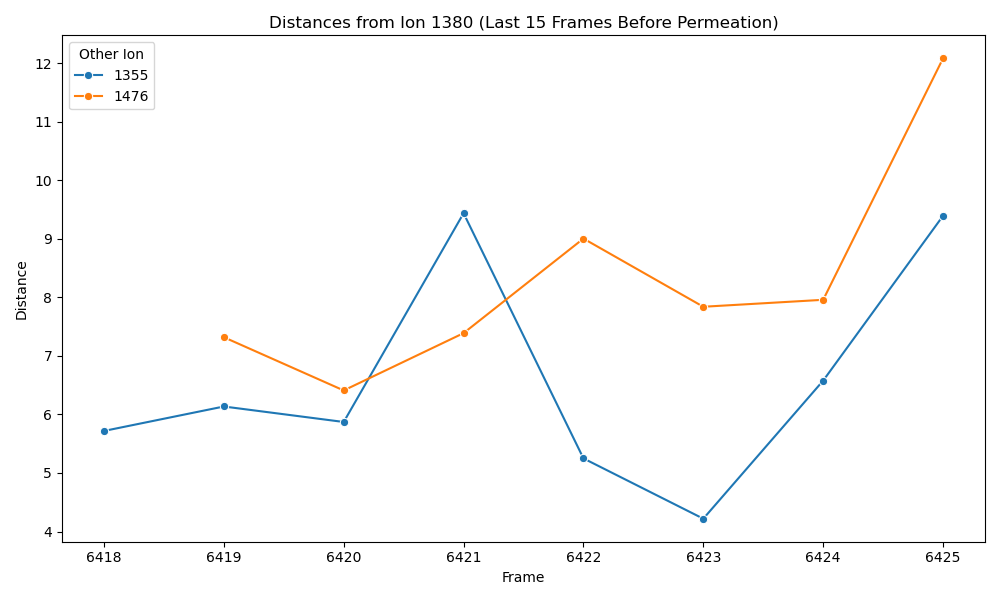 Distances from Ion 1380 (Last 15 Frames Before Permeation)
Other Ion
1355
1476
12
11
10
9
8
7
6
5
4
Distance
6418 6419 6420 6421 6422 6423 6424 6425
Frame